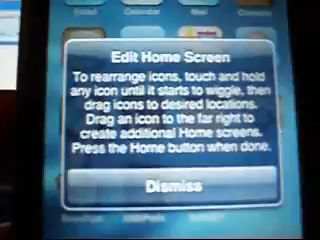 Calendar
Edit Home Screen
To rearrange icons, touch and hold
any icon until it starts to wiggle, then
drag icons to desired locations.
Drag an icon to the far right to
create additional Home screens.
Press the Home button when done.
Dismiss